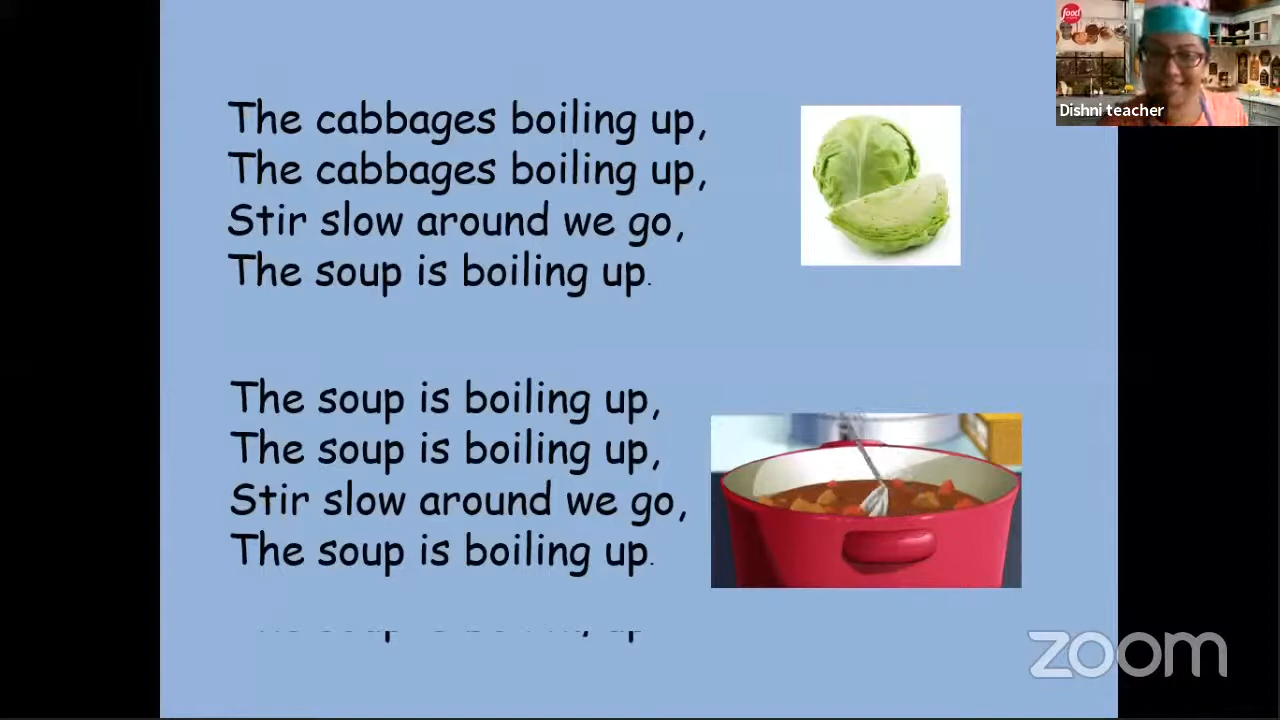 The cabbages boiling up,
The cabbages boiling up,
Stir slow around we go,
The soup is boiling up.
The soup is boiling up,
The soup is boiling up,
Stir slow around we go,
The soup is boiling up.
food
Dishni teacher
zoom